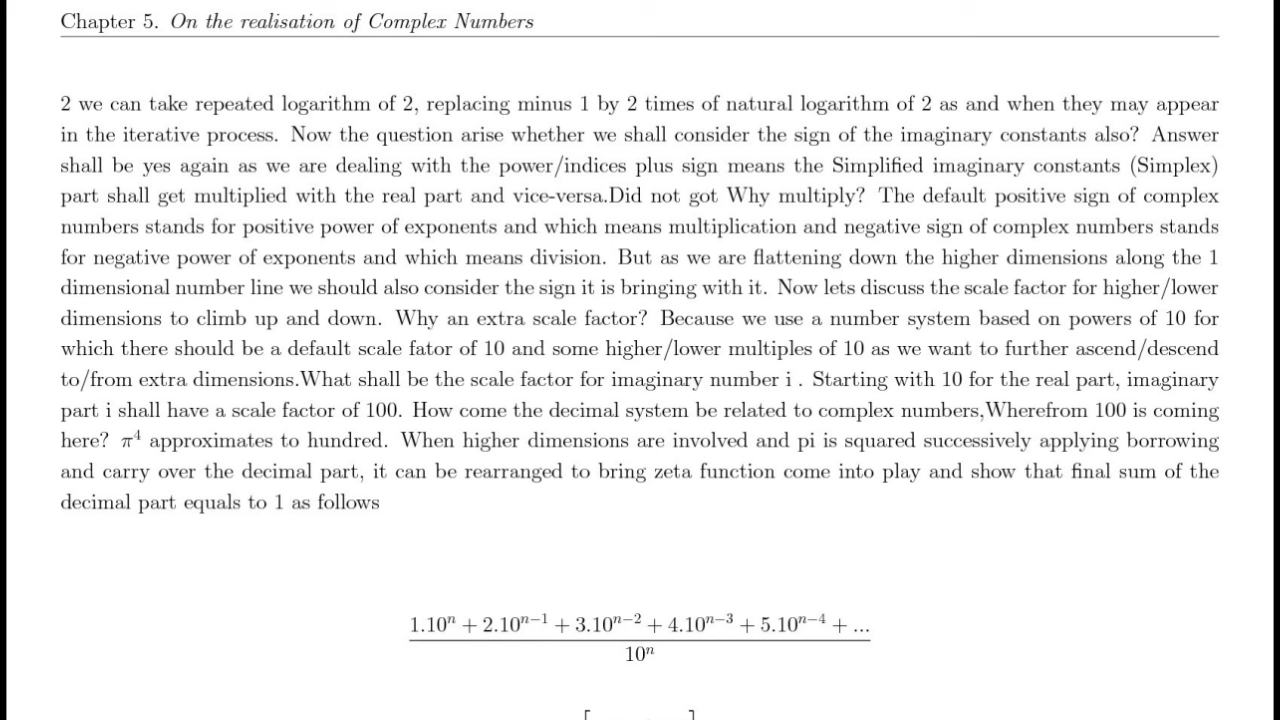 Chapter 5. On the realisation of Complex Numbers
2 we can take repeated logarithm of 2, replacing minus 1 by 2 times of natural logarithm of 2 as and when they may appear
in the iterative process. Now the question arise whether we shall consider the sign of the imaginary constants also? Answer
shall be yes again as we are dealing with the power/indices plus sign means the Simplified imaginary constants (Simplex)
part shall get multiplied with the real part and vice-versa.Did not got Why multiply? The default positive sign of complex
numbers stands for positive power of exponents and which means multiplication and negative sign of complex numbers stands
for negative power of exponents and which means division. But as we are flattening down the higher dimensions along the 1
dimensional number line we should also consider the sign it is bringing with it. Now lets discuss the scale factor for higher/lower
dimensions to climb up and down. Why an extra scale factor? Because we use a number system based on powers of 10 for
which there should be a default scale fator of 10 and some higher/lower multiples of 10 as we want to further ascend/descend
to/from extra dimensions.What shall be the scale factor for imaginary number i . Starting with 10 for the real part, imaginary
part i shall have a scale factor of 100. How come the decimal system be related to complex numbers,Wherefrom 100 is coming
here? π⁴ approximates to hundred. When higher dimensions are involved and pi is squared successively applying borrowing
and carry over the decimal part, it can be rearranged to bring zeta function come into play and show that final sum of the
decimal part equals to 1 as follows
1.10ⁿ + 2.10ⁿ⁻¹ + 3.10ⁿ⁻² + 4.10ⁿ⁻³ + 5.10ⁿ⁻⁴ + ...
10ⁿ